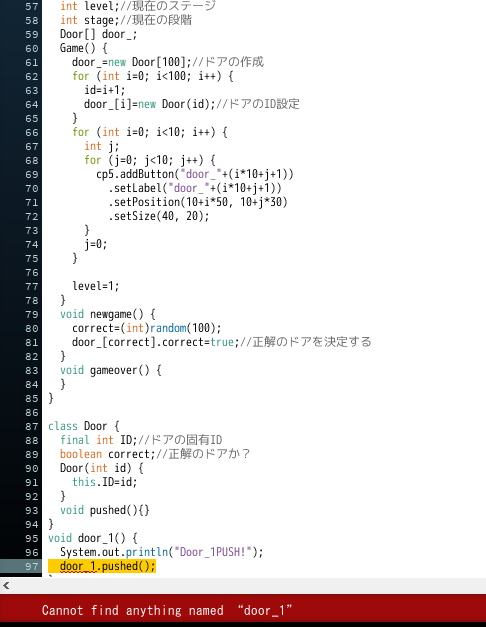 57 int level;//現在のステージ
58 int stage;//現在の段階
59 Door[] door_;
60 Game() {
61 door_=new Door[100];//ドアの作成
62 for (int i=0; i<100; i++) {
63 id=i+1;
64 door_[i]=new Door(id);//ドアのID設定
65 }
66 for (int i=0; i<10; i++) {
67 int j;
68 for (j=0; j<10; j++) {
69 cp5.addButton("door_"+(i*10+j+1))
70 .setLabel("door_"+(i*10+j+1))
71 .setPosition(10+i*50, 10+j*30)
72 .setSize(40, 20);
73 }
74 j=0;
75 }
76
77 level=1;
78 }
79 void newgame() {
80 correct=(int)random(100);
81 door_[correct].correct=true;//正解のドアを決定する
82 }
83 void gameover() {
84 }
85 }
86
87 class Door {
88 final int ID;//ドアの固有ID
89 boolean correct;//正解のドアか？
90 Door(int id) {
91 this.ID=id;
92 }
93 void pushed(){}
94 }
95 void door_1() {
96 System.out.println("Door_1PUSH!");
97 door_1.pushed();
Cannot find anything named “door_1”